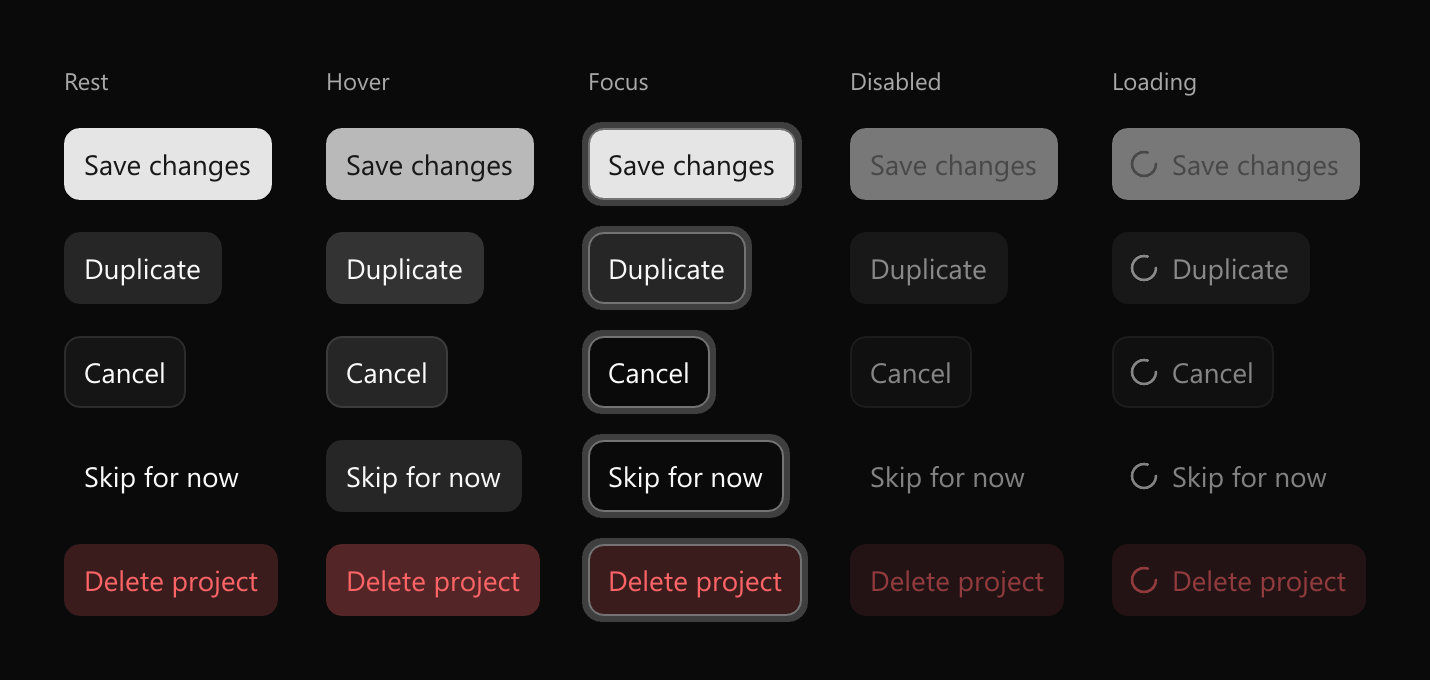 Rest Hover Focus Disabled Loading
Save changes Save changes Save changes Save changes Save changes
Duplicate Duplicate Duplicate Duplicate Duplicate
Cancel Cancel Cancel Cancel Cancel
Skip for now Skip for now Skip for now Skip for now Skip for now
Delete project Delete project Delete project Delete project Delete project